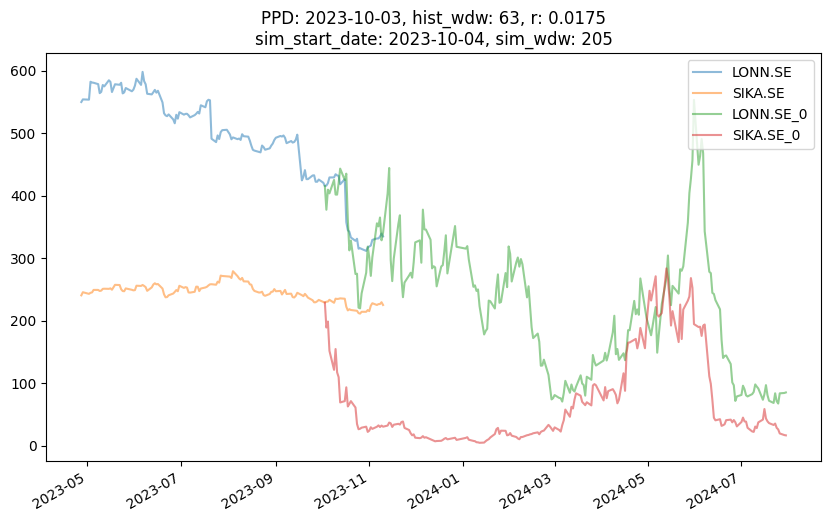 PPD: 2023-10-03, hist_wdw: 63, r: 0.0175
sim_start_date: 2023-10-04, sim_wdw: 205
LONN.SE
SIKA.SE
LONN.SE_0
SIKA.SE_0
600
500
400
300
200
100
0
2023-05
2023-07
2023-09
2023-11
2024-01
2024-03
2024-05
2024-07